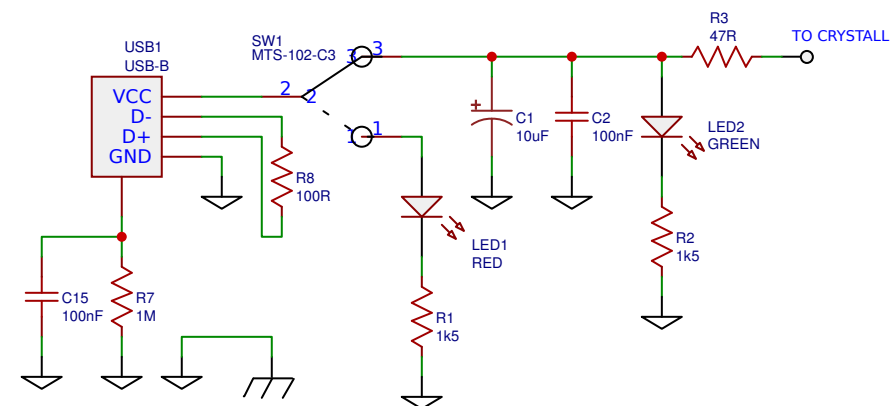 R3
47R
TO CRYSTALL
SW1
MTS-102-C3
3
3
USB1
USB-B
VCC
D-
D+
GND
2
2
1
1
C1
10uF
C2
100nF
LED2
GREEN
R8
100R
LED1
RED
R2
1k5
C15
100nF
R7
1M
R1
1k5